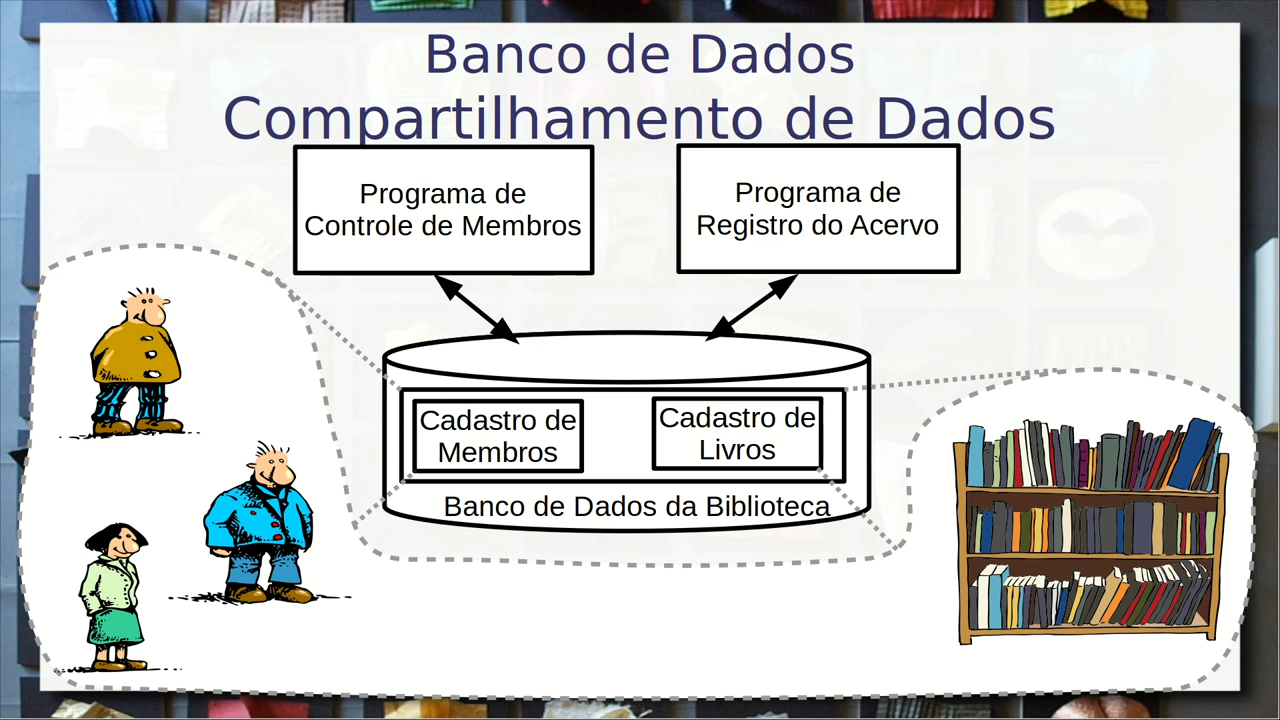 Banco de Dados
Compartilhamento de Dados
Programa de
Controle de Membros
Programa de
Registro do Acervo
Cadastro de
Membros
Cadastro de
Livros
Banco de Dados da Biblioteca